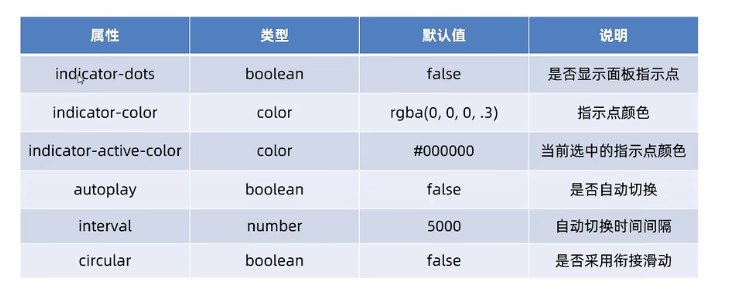 属性 类型 默认值 说明
indicator-dots boolean false 是否显示面板指示点
indicator-color color rgba(0, 0, 0, .3) 指示点颜色
indicator-active-color color #000000 当前选中的指示点颜色
autoplay boolean false 是否自动切换
interval number 5000 自动切换时间间隔
circular boolean false 是否采用衔接滑动